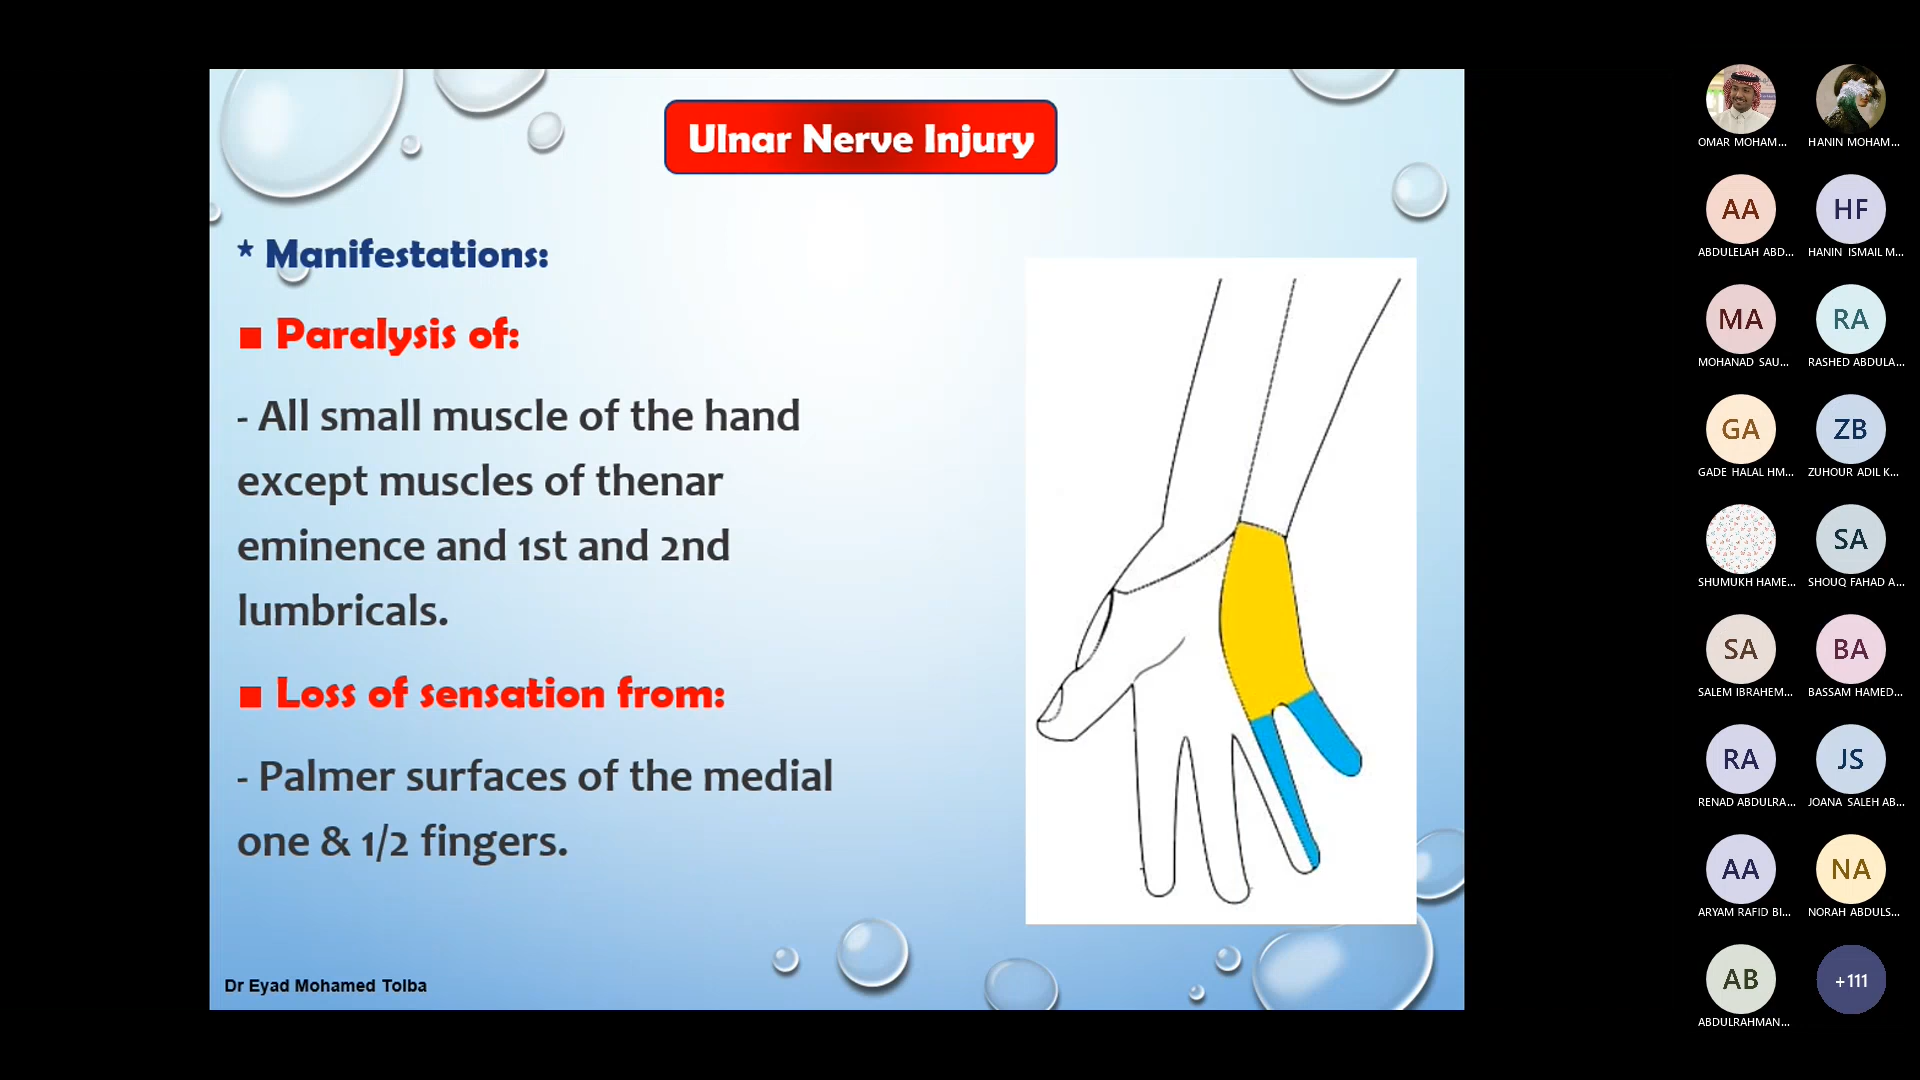 Ulnar Nerve Injury
* Manifestations:
■ Paralysis of:
- All small muscle of the hand
except muscles of thenar
eminence and 1st and 2nd
lumbricals.
■ Loss of sensation from:
- Palmer surfaces of the medial
one & 1/2 fingers.
Dr Eyad Mohamed Tolba
OMAR MOHAM...
HANIN MOHAM...
AA
HF
ABDULELAH ABD...
HANIN ISMAIL M...
MA
RA
MOHANAD SAU...
RASHED ABDULA...
GA
ZB
GADE HALAL HM...
ZUHOUR ADIL K...
SA
SHUMUKH HAME...
SHOUQ FAHAD A...
SA
BA
SALEM IBRAHEM...
BASSAM HAMED...
RA
JS
RENAD ABDULRA...
JOANA SALEH AB...
AA
NA
ARYAM RAFID BI...
NORAH ABDULS...
AB
+111
ABDULRAHMAN...